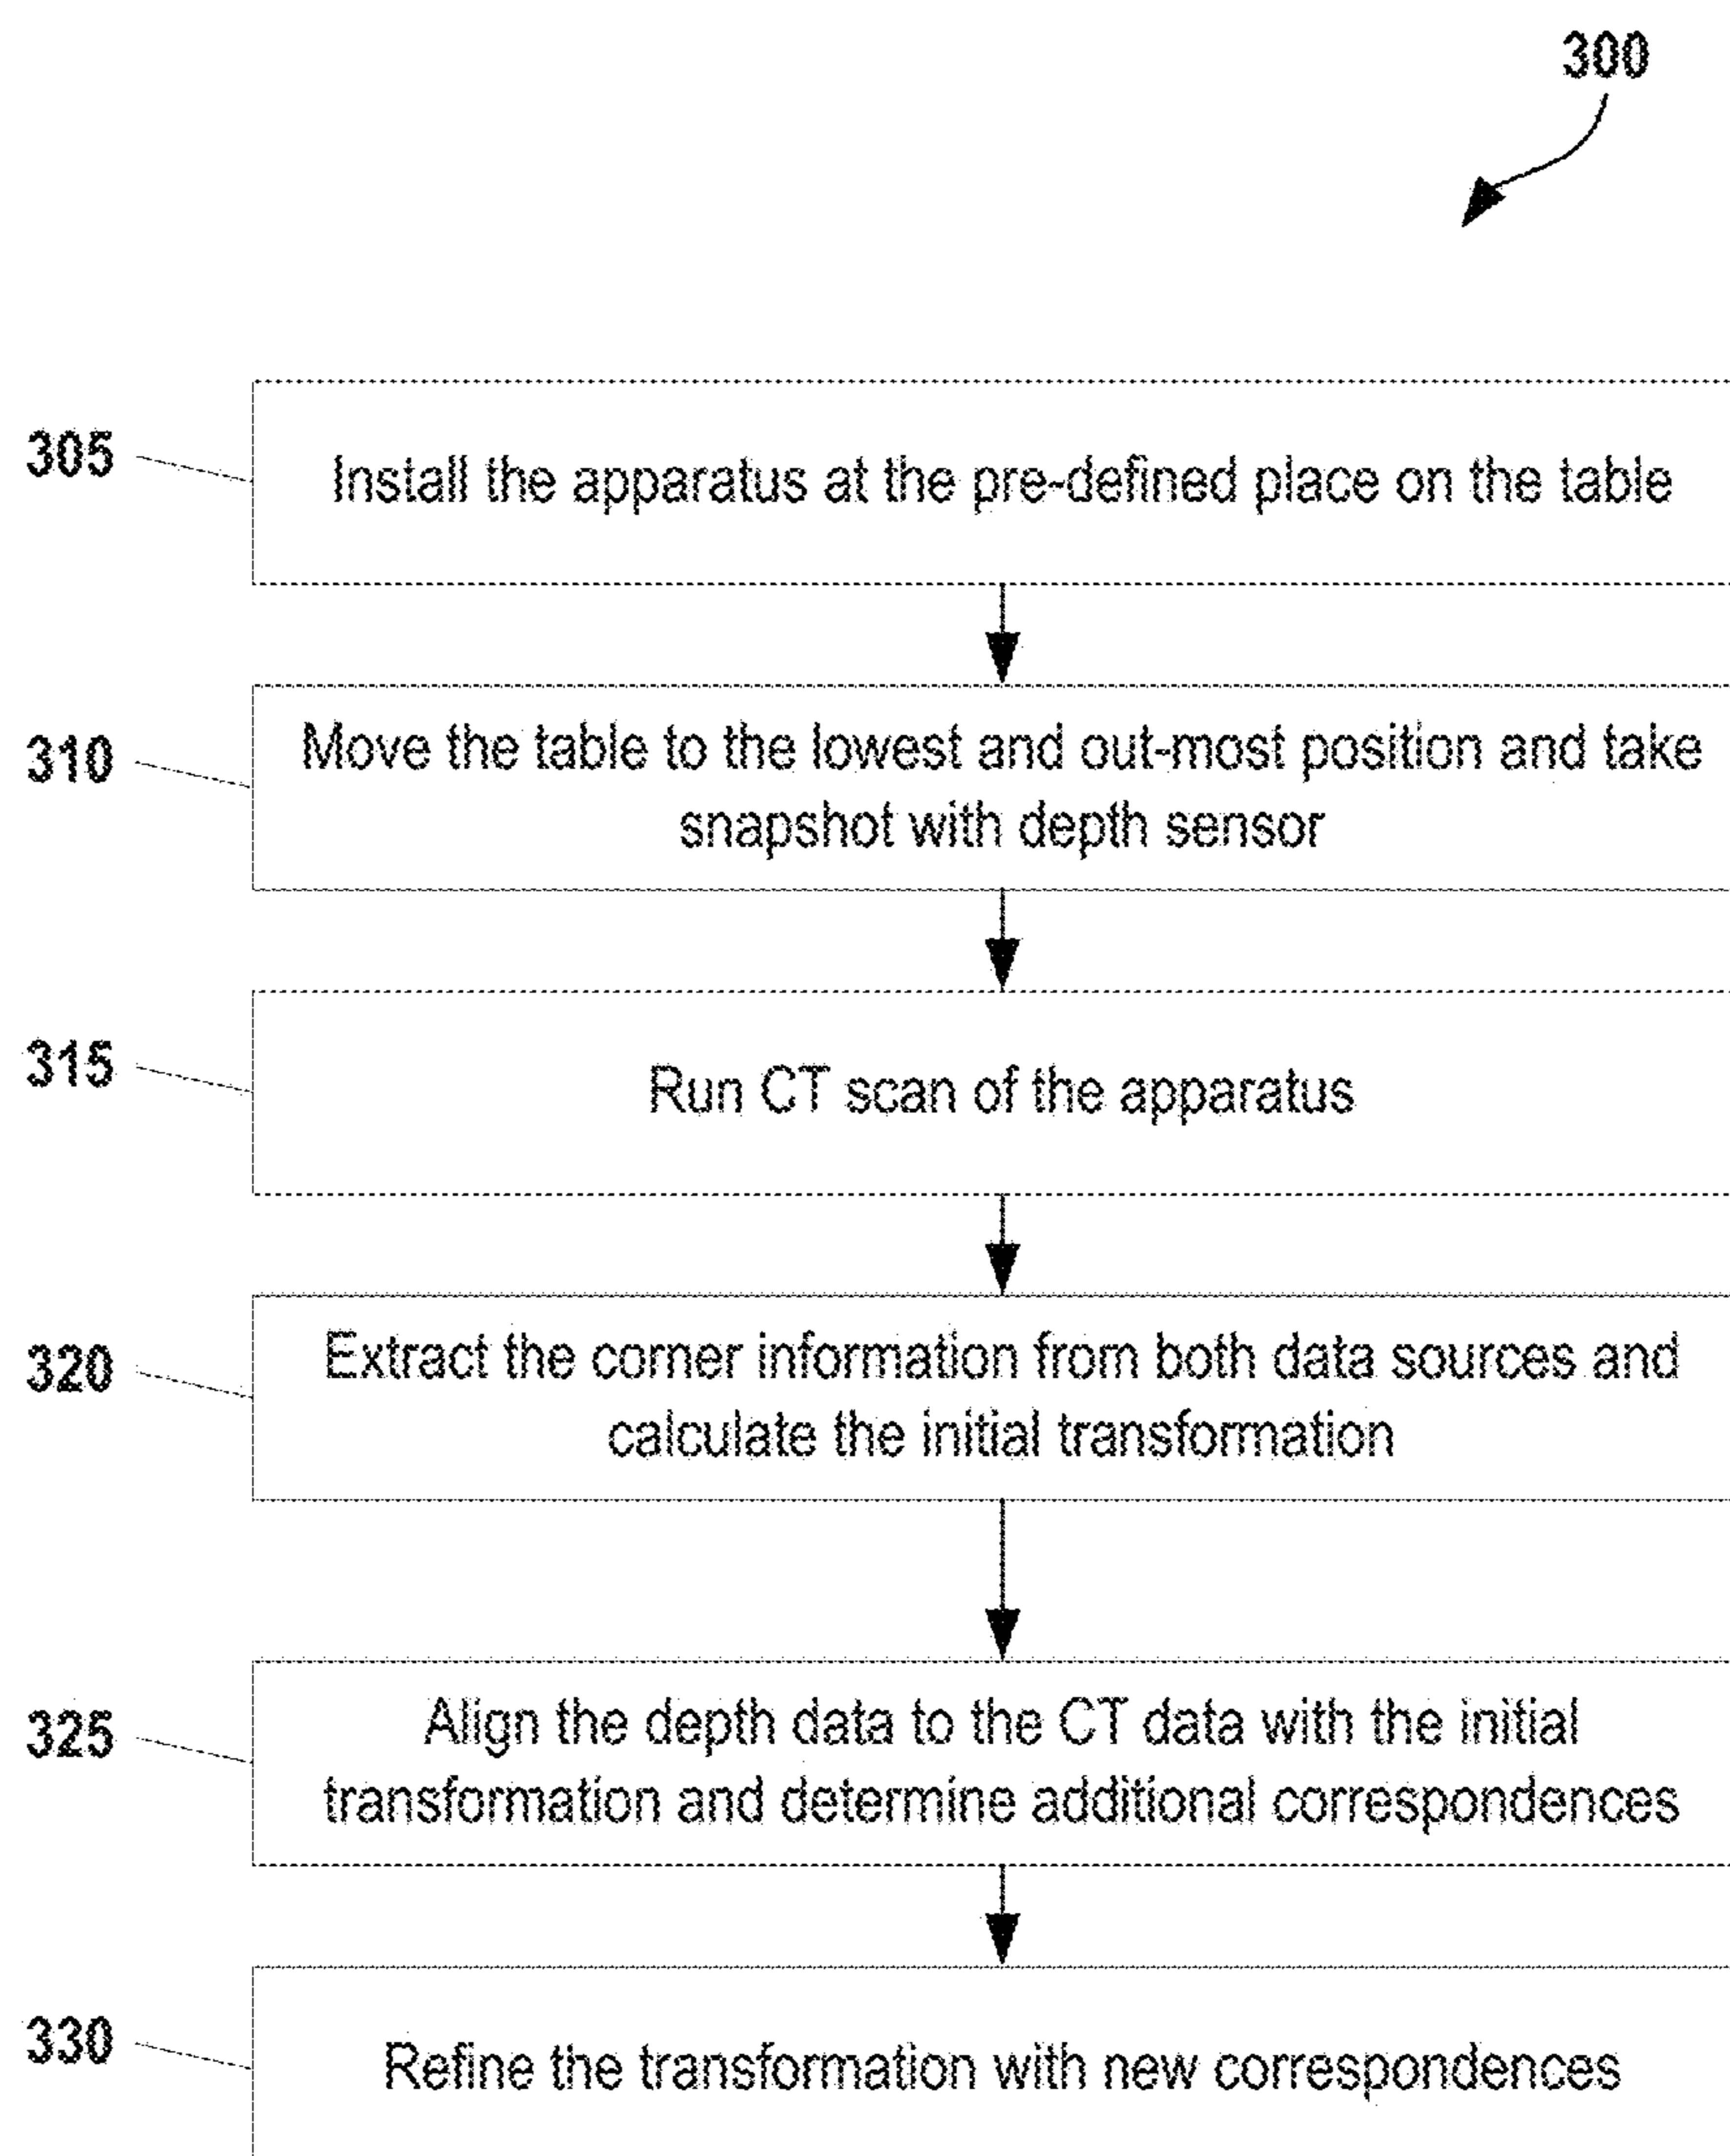 300
305
Install the apparatus at the pre-defined place on the table
310
Move the table to the lowest and out-most position and take
snapshot with depth sensor
315
Run CT scan of the apparatus
320
Extract the corner information from both data sources and
calculate the initial transformation
325
Align the depth data to the CT data with the initial
transformation and determine additional correspondences
330
Refine the transformation with new correspondences